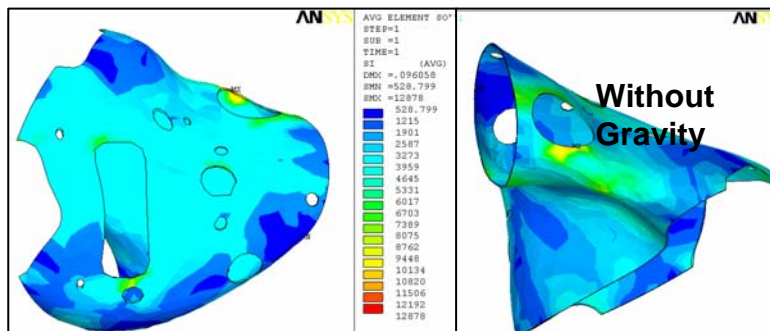 ANSYS
AVG ELEMENT SO
STEP=1
SUB =1
TIME=1
SI (AVG)
DMX =.096058
SMN =528.799
SMX =12878
528.799
1215
1901
2587
3273
3959
4645
5331
6017
6703
7389
8075
8762
9448
10134
10820
11506
12192
12878
MX
ANSYS
Without
Gravity